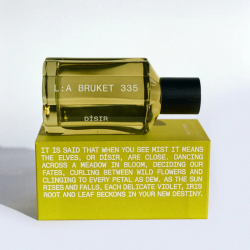 L:A BRUKET 335
DÍSIR
IT IS SAID THAT WHEN YOU SEE MIST IT MEANS
THE ELVES, OR DÍSIR, ARE CLOSE. DANCING
ACROSS A MEADOW IN BLOOM, DECIDING OUR
FATES, CURLING BETWEEN WILD FLOWERS AND
CLINGING TO EVERY PETAL AS DEW. AS THE SUN
RISES AND FALLS, EACH DELICATE VIOLET, IRIS
ROOT AND LEAF BECKONS IN YOUR NEW DESTINY.